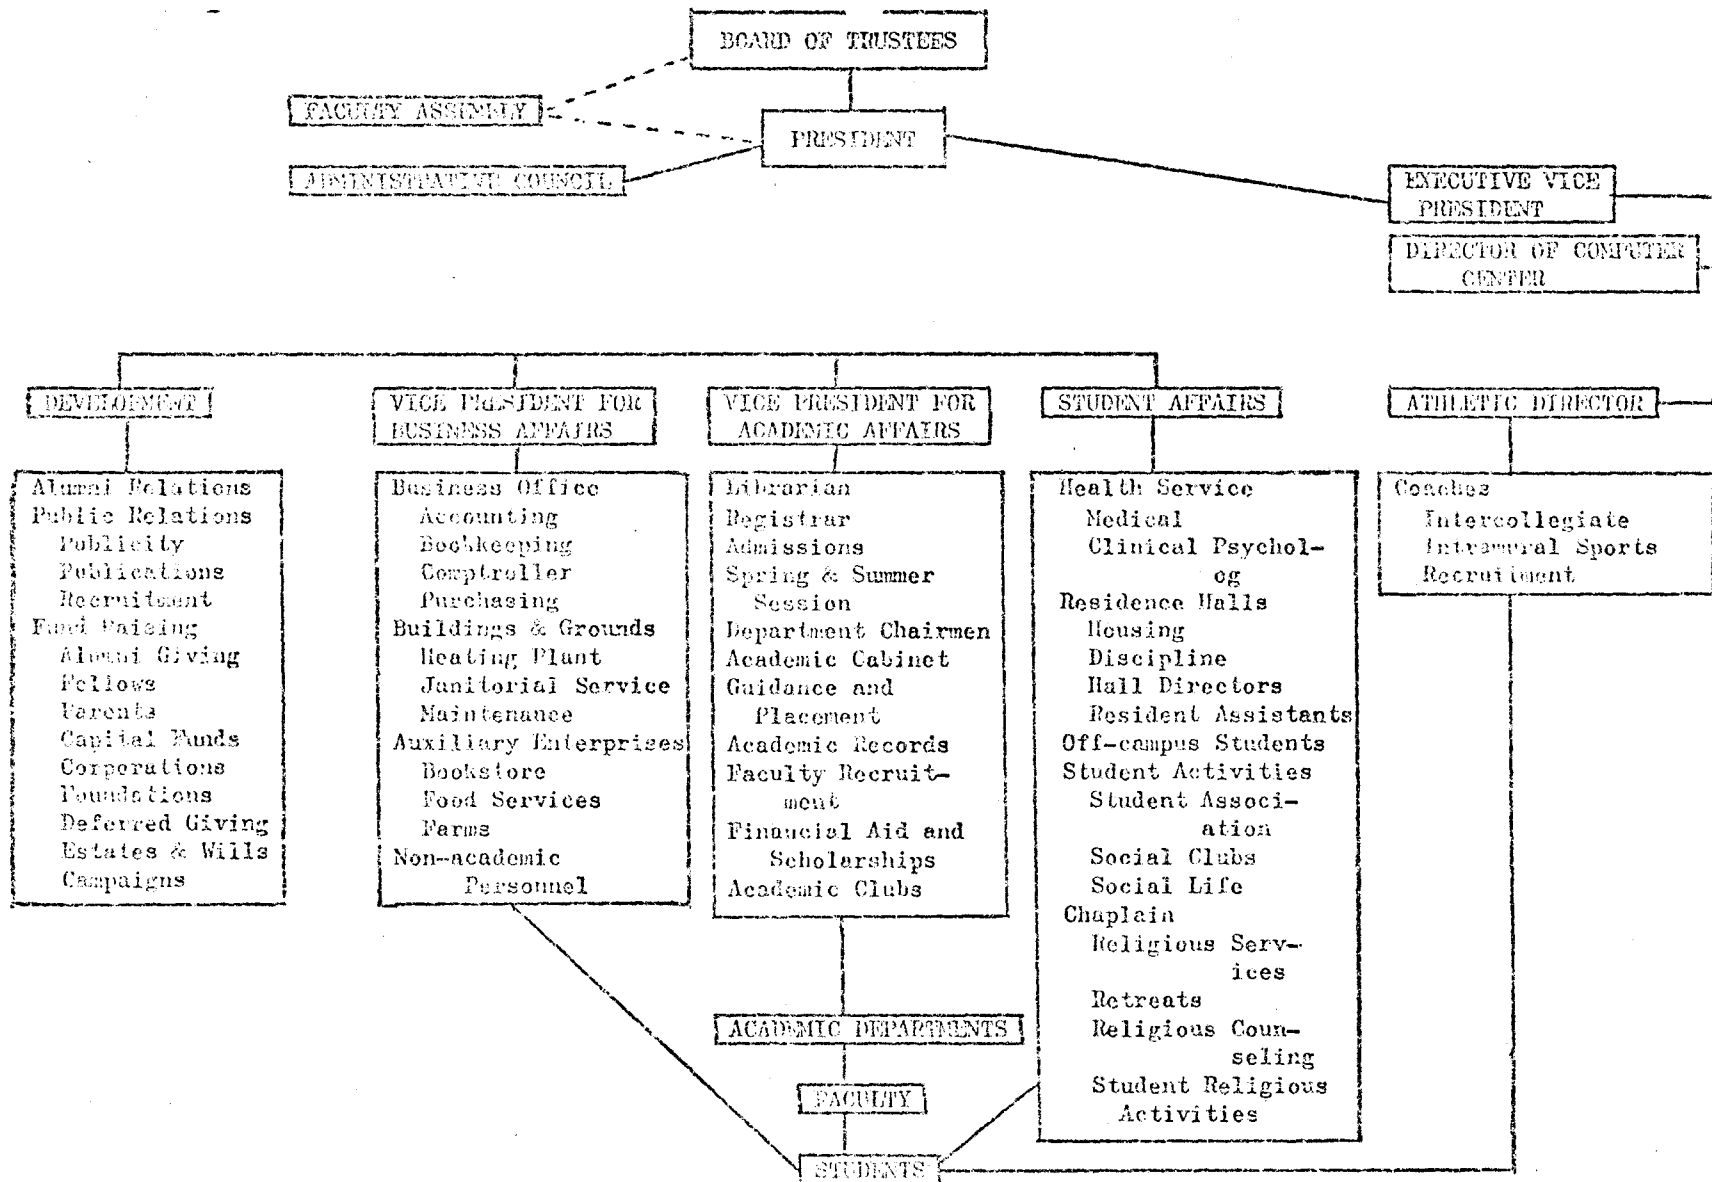 BOARD OF TRUSTEES
FACULTY ASSEMBLY
PRESIDENT
ADMINISTRATIVE COUNCIL
EXECUTIVE VICE
PRESIDENT
DIRECTOR OF COMPUTER
CENTER
DEVELOPMENT
Alumni Relations
Public Relations
Publicity
Publications
Recruitment
Fund Raising
Alumni Giving
Fellows
Parents
Capital Funds
Corporations
Foundations
Deferred Giving
Estates & Wills
Campaigns
VICE PRESIDENT FOR
BUSINESS AFFAIRS
Business Office
Accounting
Bookkeeping
Comptroller
Purchasing
Buildings & Grounds
Heating Plant
Janitorial Service
Maintenance
Auxiliary Enterprises
Bookstore
Food Services
Farms
Non-academic
Personnel
VICE PRESIDENT FOR
ACADEMIC AFFAIRS
Librarian
Registrar
Admissions
Spring & Summer
Session
Department Chairmen
Academic Cabinet
Guidance and
Placement
Academic Records
Faculty Recruit-
ment
Financial Aid and
Scholarships
Academic Clubs
ACADEMIC DEPARTMENTS
FACULTY
STUDENTS
STUDENT AFFAIRS
Health Service
Medical
Clinical Psychol-
og
Residence Halls
Housing
Discipline
Hall Directors
Resident Assistants
Off-campus Students
Student Activities
Student Associ-
ation
Social Clubs
Social Life
Chaplain
Religious Serv-
ices
Retreats
Religious Coun-
seling
Student Religious
Activities
ATHLETIC DIRECTOR
Coaches
Intercollegiate
Intramural Sports
Recruitment